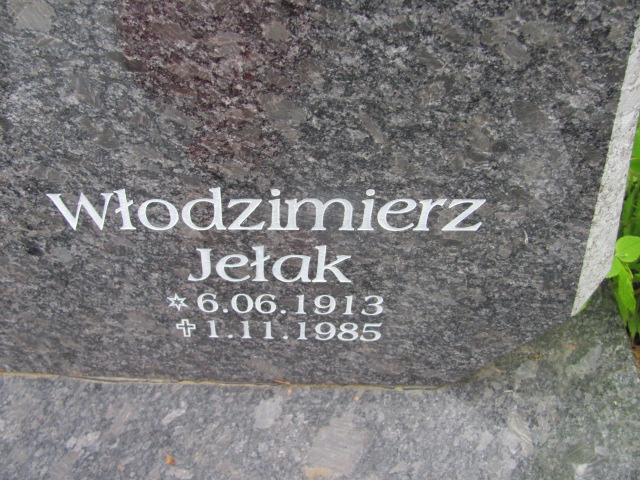 Włodzimierz
Jełak
✡ 6.06.1913
✝ 1.11.1985